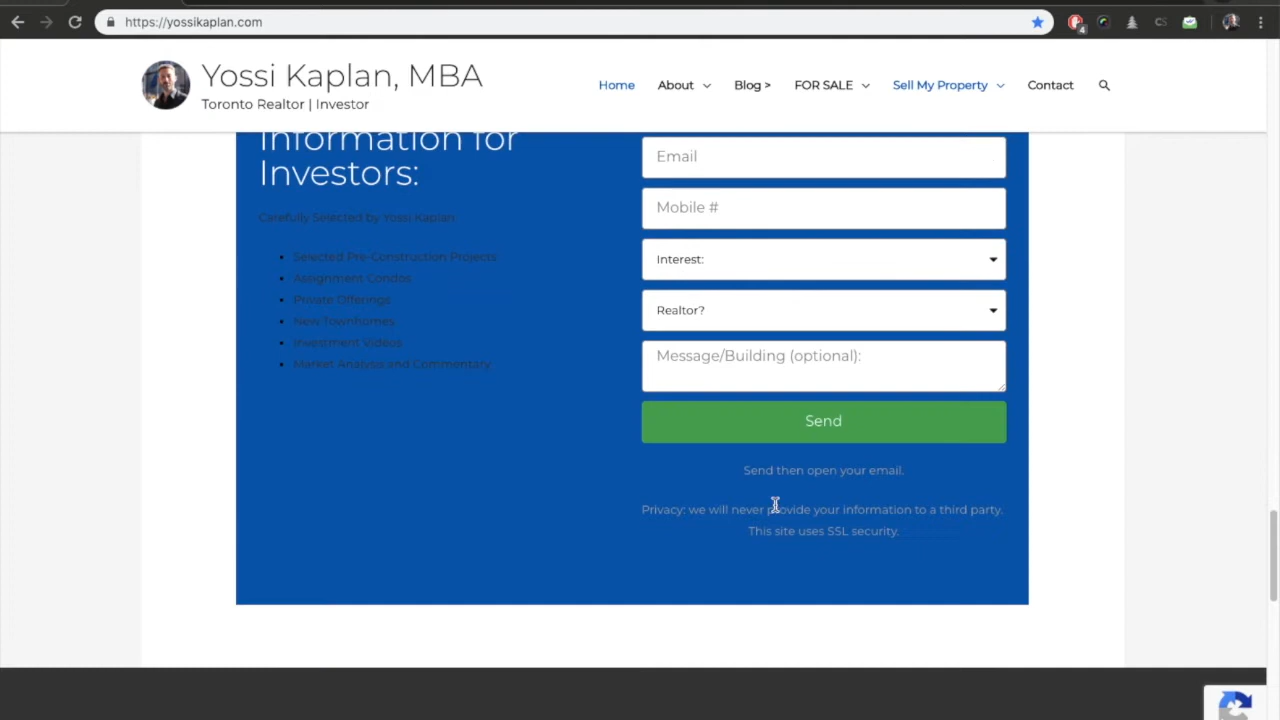 https://yossikaplan.com
4
CS
Yossi Kaplan, MBA
Toronto Realtor | Investor
Home
About
Blog >
FOR SALE
Sell My Property
Contact
Information for
Investors:
Carefully Selected by Yossi Kaplan
Selected Pre-Construction Projects
Assignment Condos
Private Offerings
New Townhomes
Investment Videos
Market Analysis and Commentary
Email
Mobile #
Interest:
Realtor?
Message/Building (optional):
Send
Send then open your email.
Privacy: we will never provide your information to a third party.
This site uses SSL security.